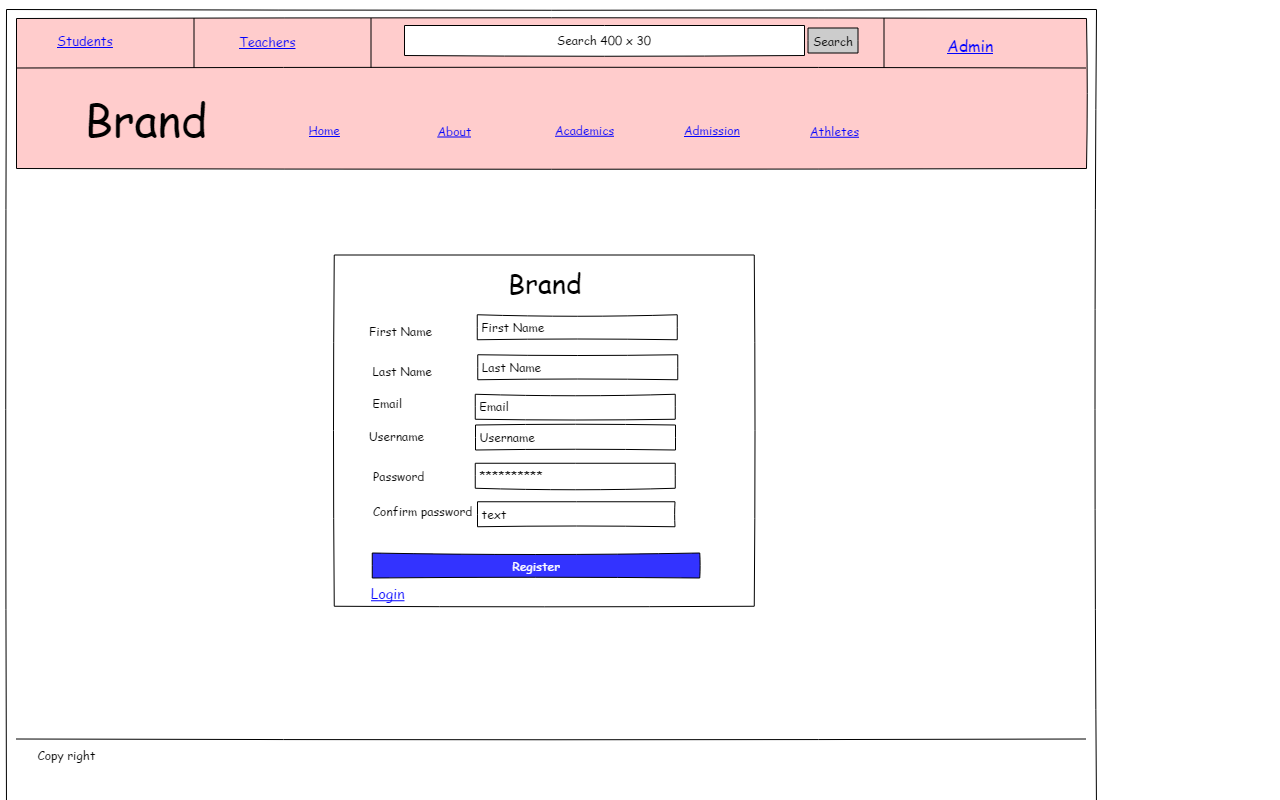 Students
Teachers
Search 400 x 30
Search
Admin
Brand
Home
About
Academics
Admission
Athletes
Brand
First Name
First Name
Last Name
Last Name
Email
Email
Username
Username
Password
**********
Confirm password
text
Register
Login
Copy right